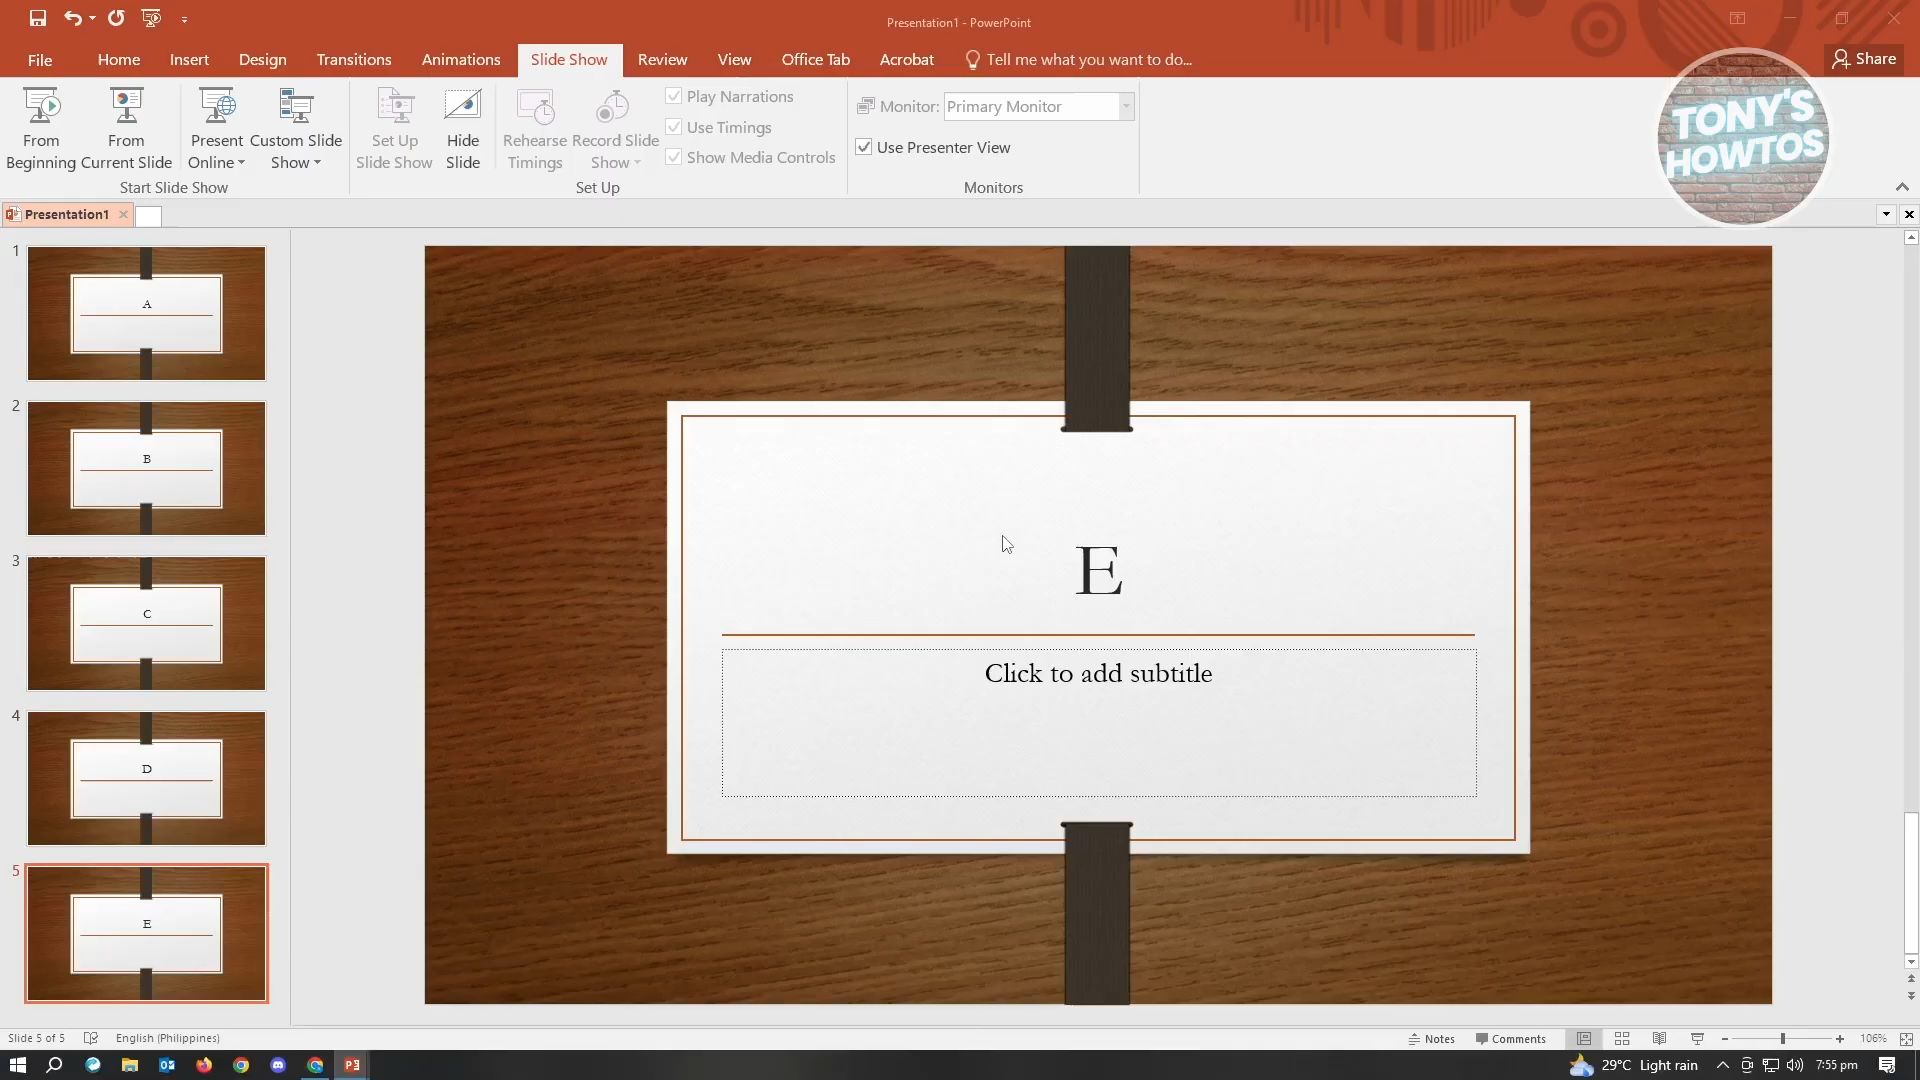 Presentation1 - PowerPoint
File Home Insert Design Transitions Animations Slide Show Review View Office Tab Acrobat Tell me what you want to do... Share
From Beginning
From Current Slide
Present Online
Custom Slide Show
Start Slide Show
Set Up Slide Show
Hide Slide
Rehearse Timings
Record Slide Show
Play Narrations
Use Timings
Show Media Controls
Set Up
Monitor: Primary Monitor
Use Presenter View
Monitors
TONY'S
HOWTOS
Presentation1
1
A
2
B
3
C
4
D
5
E
E
Click to add subtitle
Slide 5 of 5 English (Philippines) Notes Comments 106%
29°C Light rain 7:55 pm